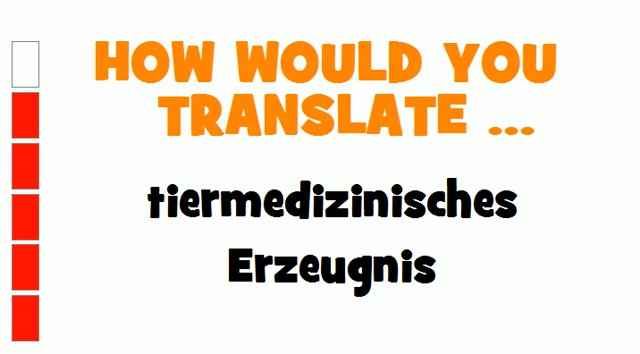 HOW WOULD YOU
TRANSLATE ...
tiermedizinisches
Erzeugnis